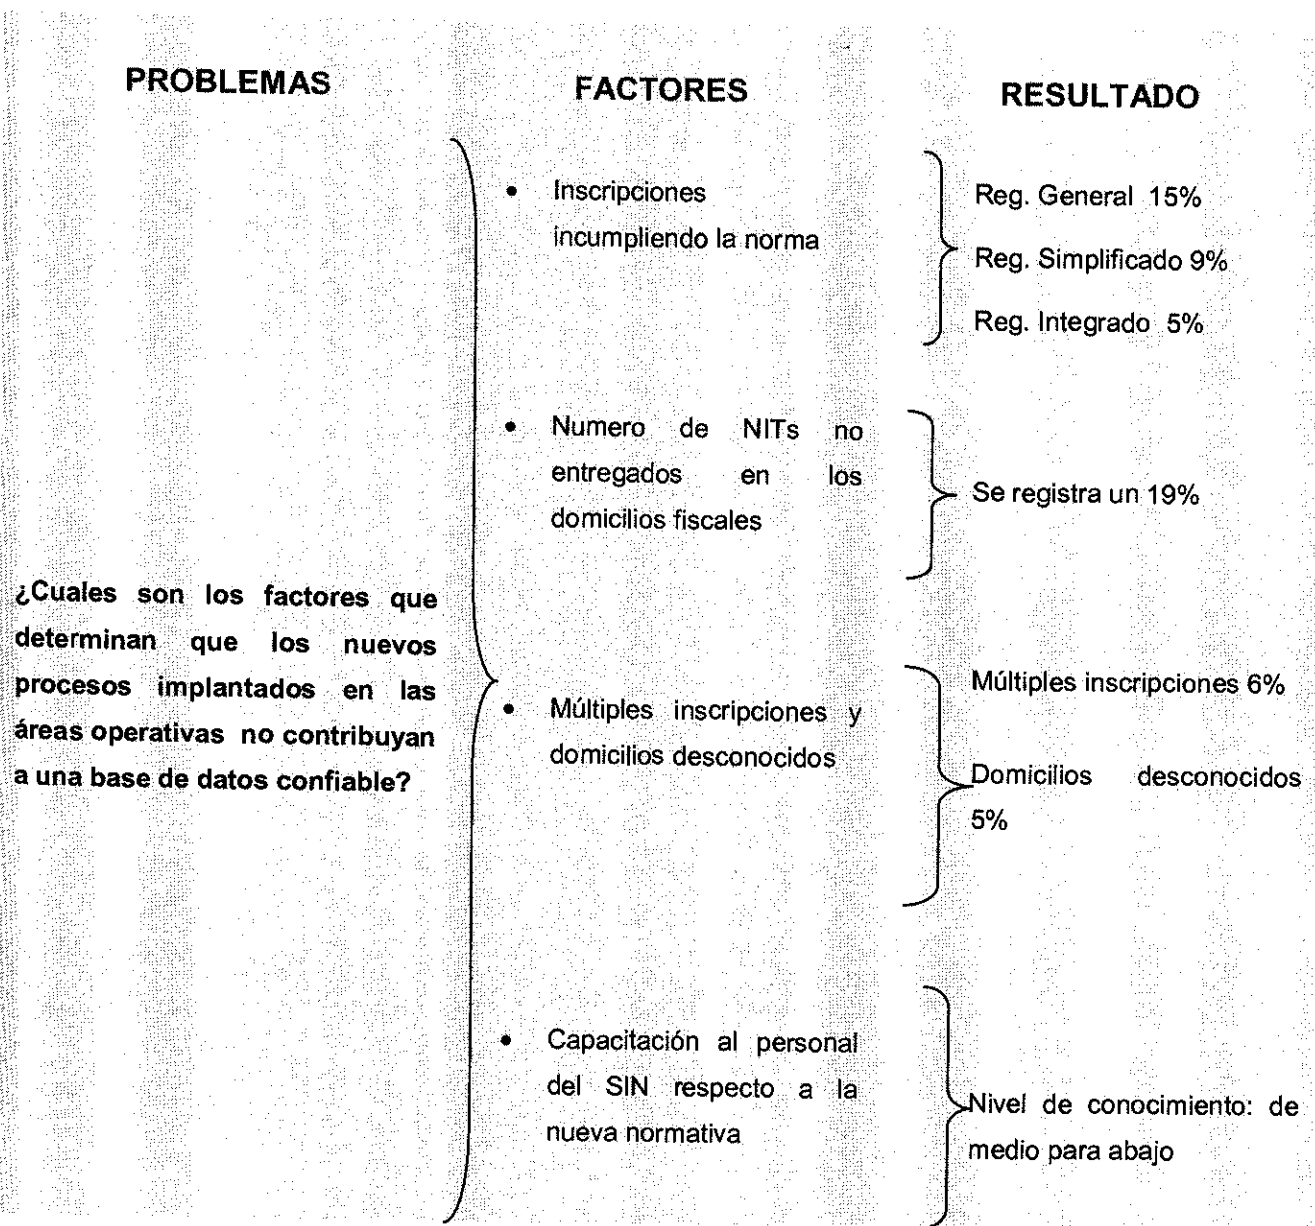 PROBLEMAS
FACTORES
RESULTADO
¿Cuales son los factores que
determinan que los nuevos
procesos implantados en las
áreas operativas no contribuyan
a una base de datos confiable?
• Inscripciones
incumpliendo la norma
Reg. General 15%
Reg. Simplificado 9%
Reg. Integrado 5%
• Numero de NITs no
entregados en los
domicilios fiscales
Se registra un 19%
• Múltiples inscripciones y
domicilios desconocidos
Múltiples inscripciones 6%
Domicilios desconocidos
5%
• Capacitación al personal
del SIN respecto a la
nueva normativa
Nivel de conocimiento: de
medio para abajo